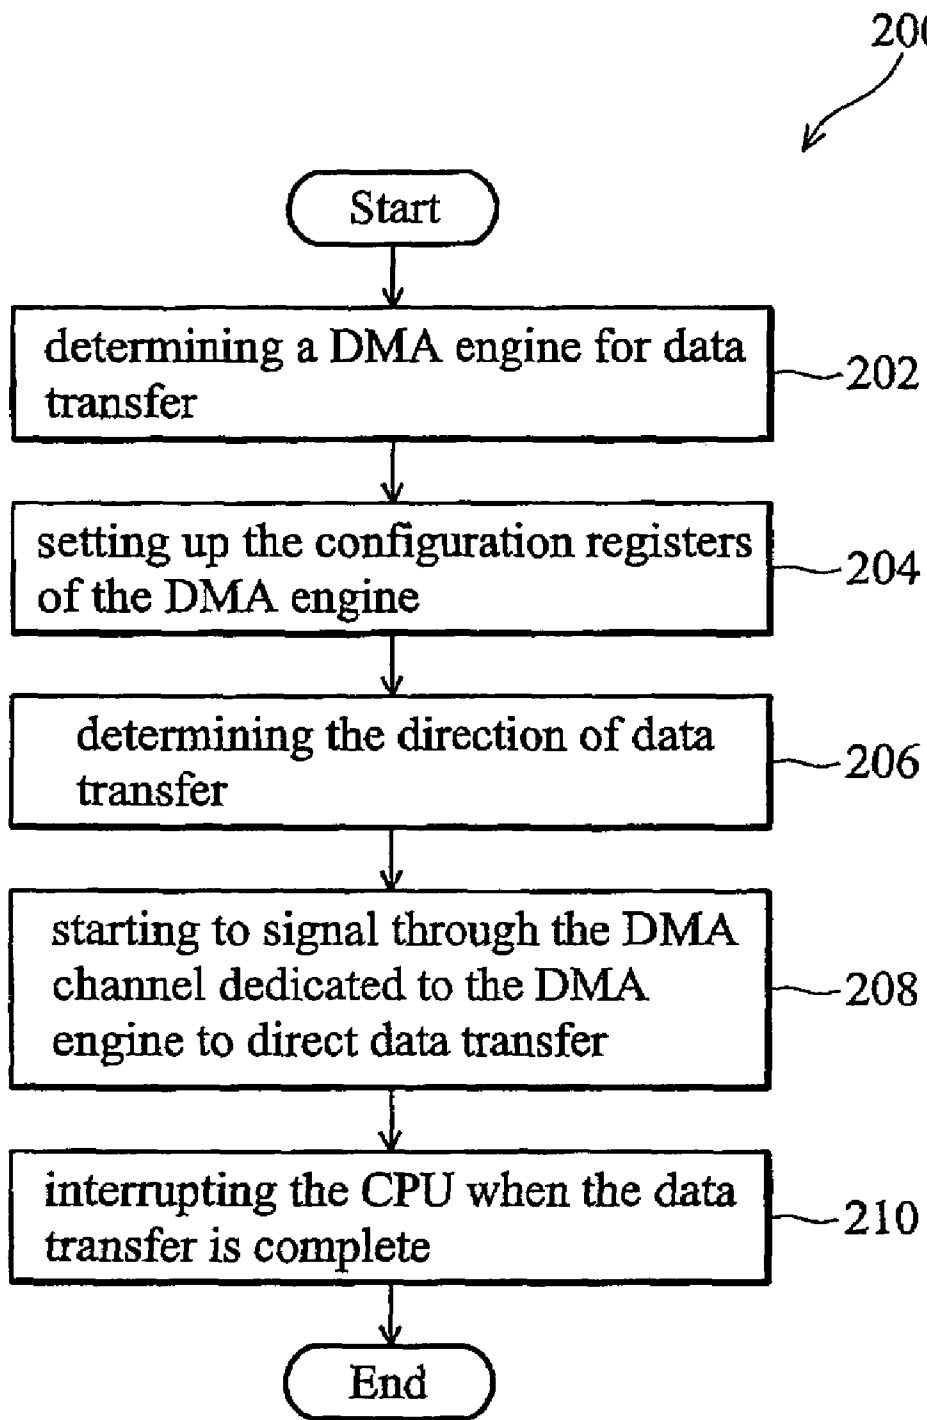 200
Start
determining a DMA engine for data
transfer
202
setting up the configuration registers
of the DMA engine
204
determining the direction of data
transfer
206
starting to signal through the DMA
channel dedicated to the DMA
engine to direct data transfer
208
interrupting the CPU when the data
transfer is complete
210
End